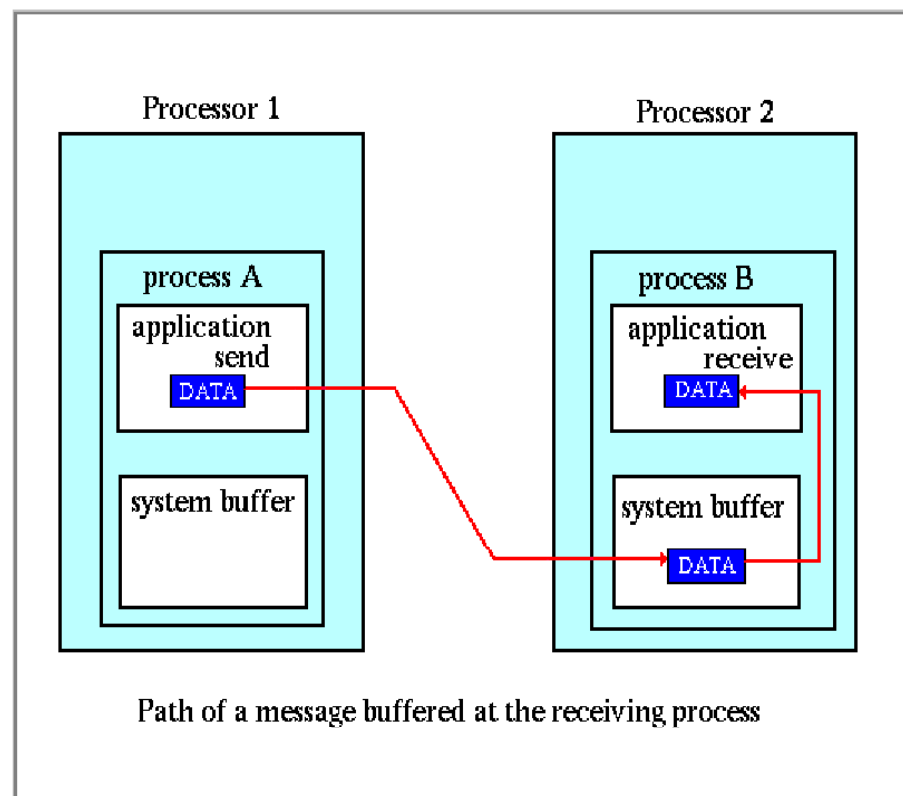 Processor 1
process A
application
send
DATA
system buffer
Processor 2
process B
application
receive
DATA
system buffer
DATA
Path of a message buffered at the receiving process